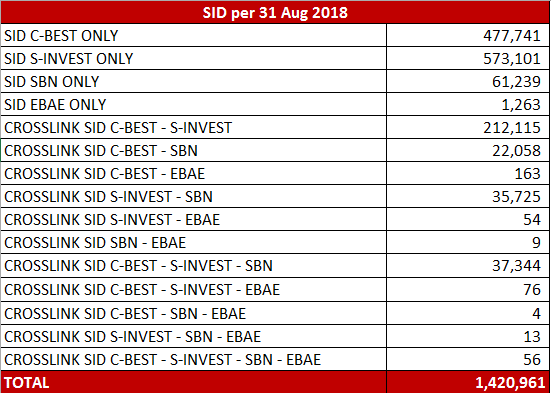 SID per 31 Aug 2018
SID C-BEST ONLY 477,741
SID S-INVEST ONLY 573,101
SID SBN ONLY 61,239
SID EBAE ONLY 1,263
CROSSLINK SID C-BEST - S-INVEST 212,115
CROSSLINK SID C-BEST - SBN 22,058
CROSSLINK SID C-BEST - EBAE 163
CROSSLINK SID S-INVEST - SBN 35,725
CROSSLINK SID S-INVEST - EBAE 54
CROSSLINK SID SBN - EBAE 9
CROSSLINK SID C-BEST - S-INVEST - SBN 37,344
CROSSLINK SID C-BEST - S-INVEST - EBAE 76
CROSSLINK SID C-BEST - SBN - EBAE 4
CROSSLINK SID S-INVEST - SBN - EBAE 13
CROSSLINK SID C-BEST - S-INVEST - SBN - EBAE 56
TOTAL 1,420,961